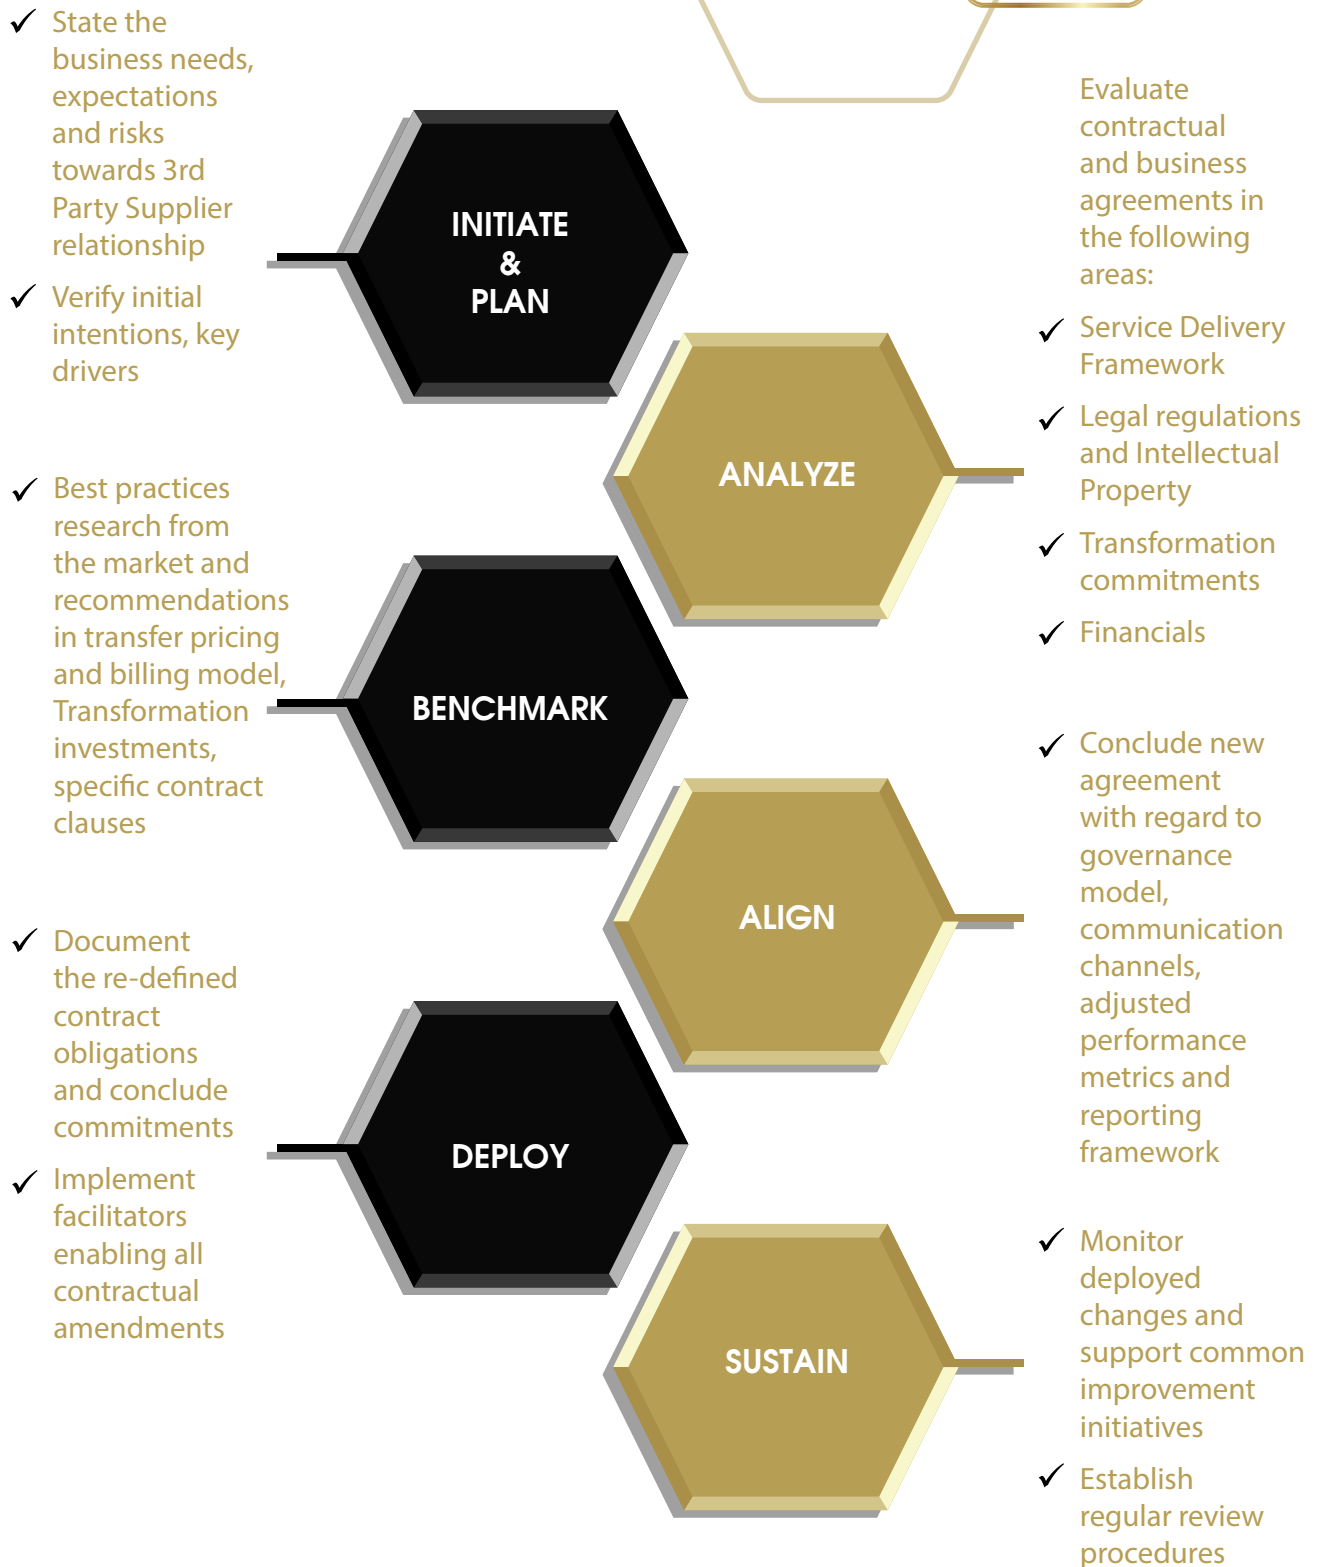 ✓ State the
business needs,
expectations
and risks
towards 3rd
Party Supplier
relationship
✓ Verify initial
intentions, key
drivers
INITIATE
&
PLAN
Evaluate
contractual
and business
agreements in
the following
areas:
✓ Service Delivery
Framework
✓ Legal regulations
and Intellectual
Property
✓ Transformation
commitments
✓ Financials
ANALYZE
✓ Best practices
research from
the market and
recommendations
in transfer pricing
and billing model,
Transformation
investments,
specific contract
clauses
BENCHMARK
✓ Conclude new
agreement
with regard to
governance
model,
communication
channels,
adjusted
performance
metrics and
reporting
framework
ALIGN
✓ Document
the re-defined
contract
obligations
and conclude
commitments
✓ Implement
facilitators
enabling all
contractual
amendments
DEPLOY
✓ Monitor
deployed
changes and
support common
improvement
initiatives
✓ Establish
regular review
procedures
SUSTAIN